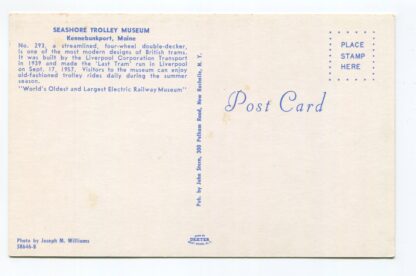 SEASHORE TROLLEY MUSEUM
Kennebunkport, Maine
No. 293, a streamlined, four-wheel double-decker,
is one of the most modern designs of British trams.
It was built by the Liverpool Corporation Transport
in 1939 and made the "Last Tram" run in Liverpool
on Sept. 17, 1957. Visitors to the museum can enjoy
old-fashioned trolley rides daily during the summer
season.
"World's Oldest and Largest Electric Railway Museum"
Photo by Joseph M. Williams
58646-B
Pub. by John Stern, 300 Pelham Road, New Rochelle, N. Y.
Post Card
DEXTER
PLACE
STAMP
HERE